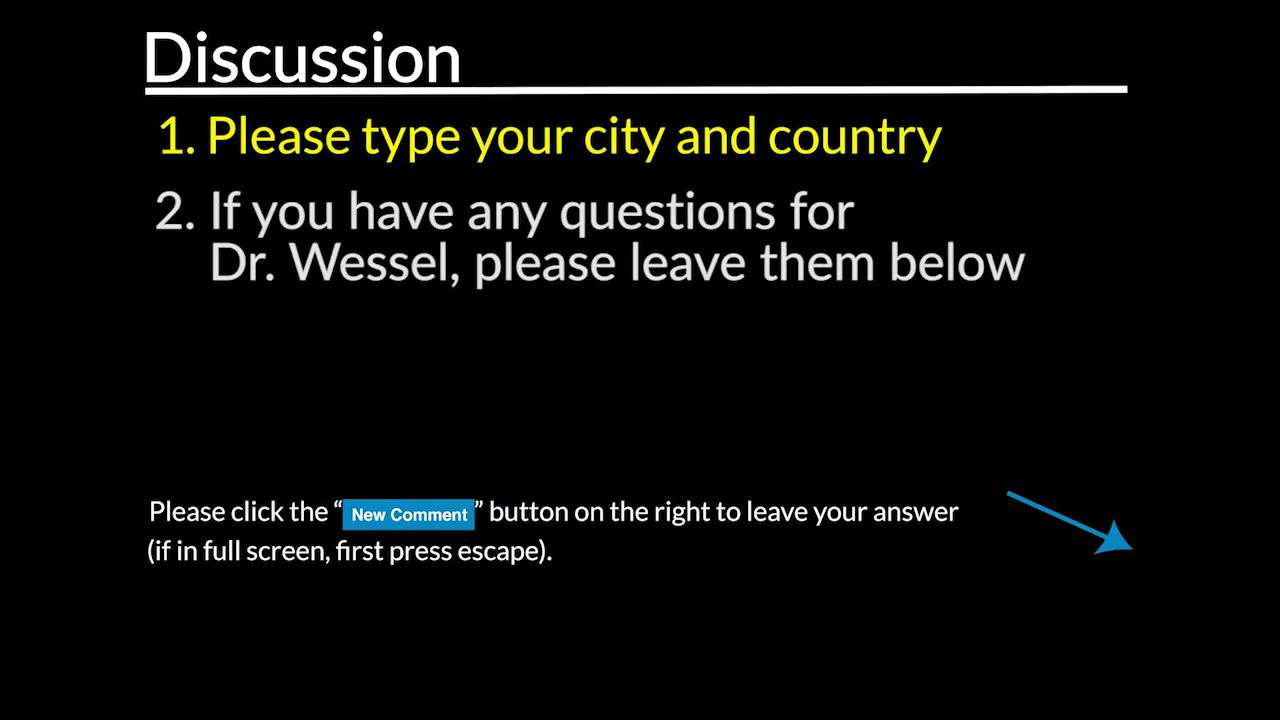 Discussion
1. Please type your city and country
2. If you have any questions for
Dr. Wessel, please leave them below
Please click the “New Comment” button on the right to leave your answer
(if in full screen, first press escape).